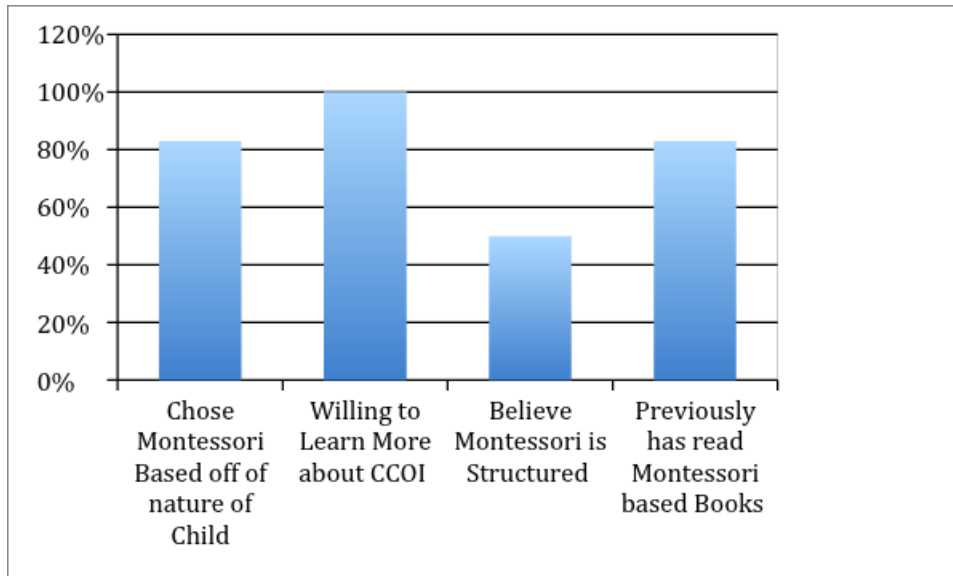 120%
100%
80%
60%
40%
20%
0%
Chose
Montessori
Based off of
nature of
Child
Willing to
Learn More
about CCOI
Believe
Montessori is
Structured
Previously
has read
Montessori
based Books